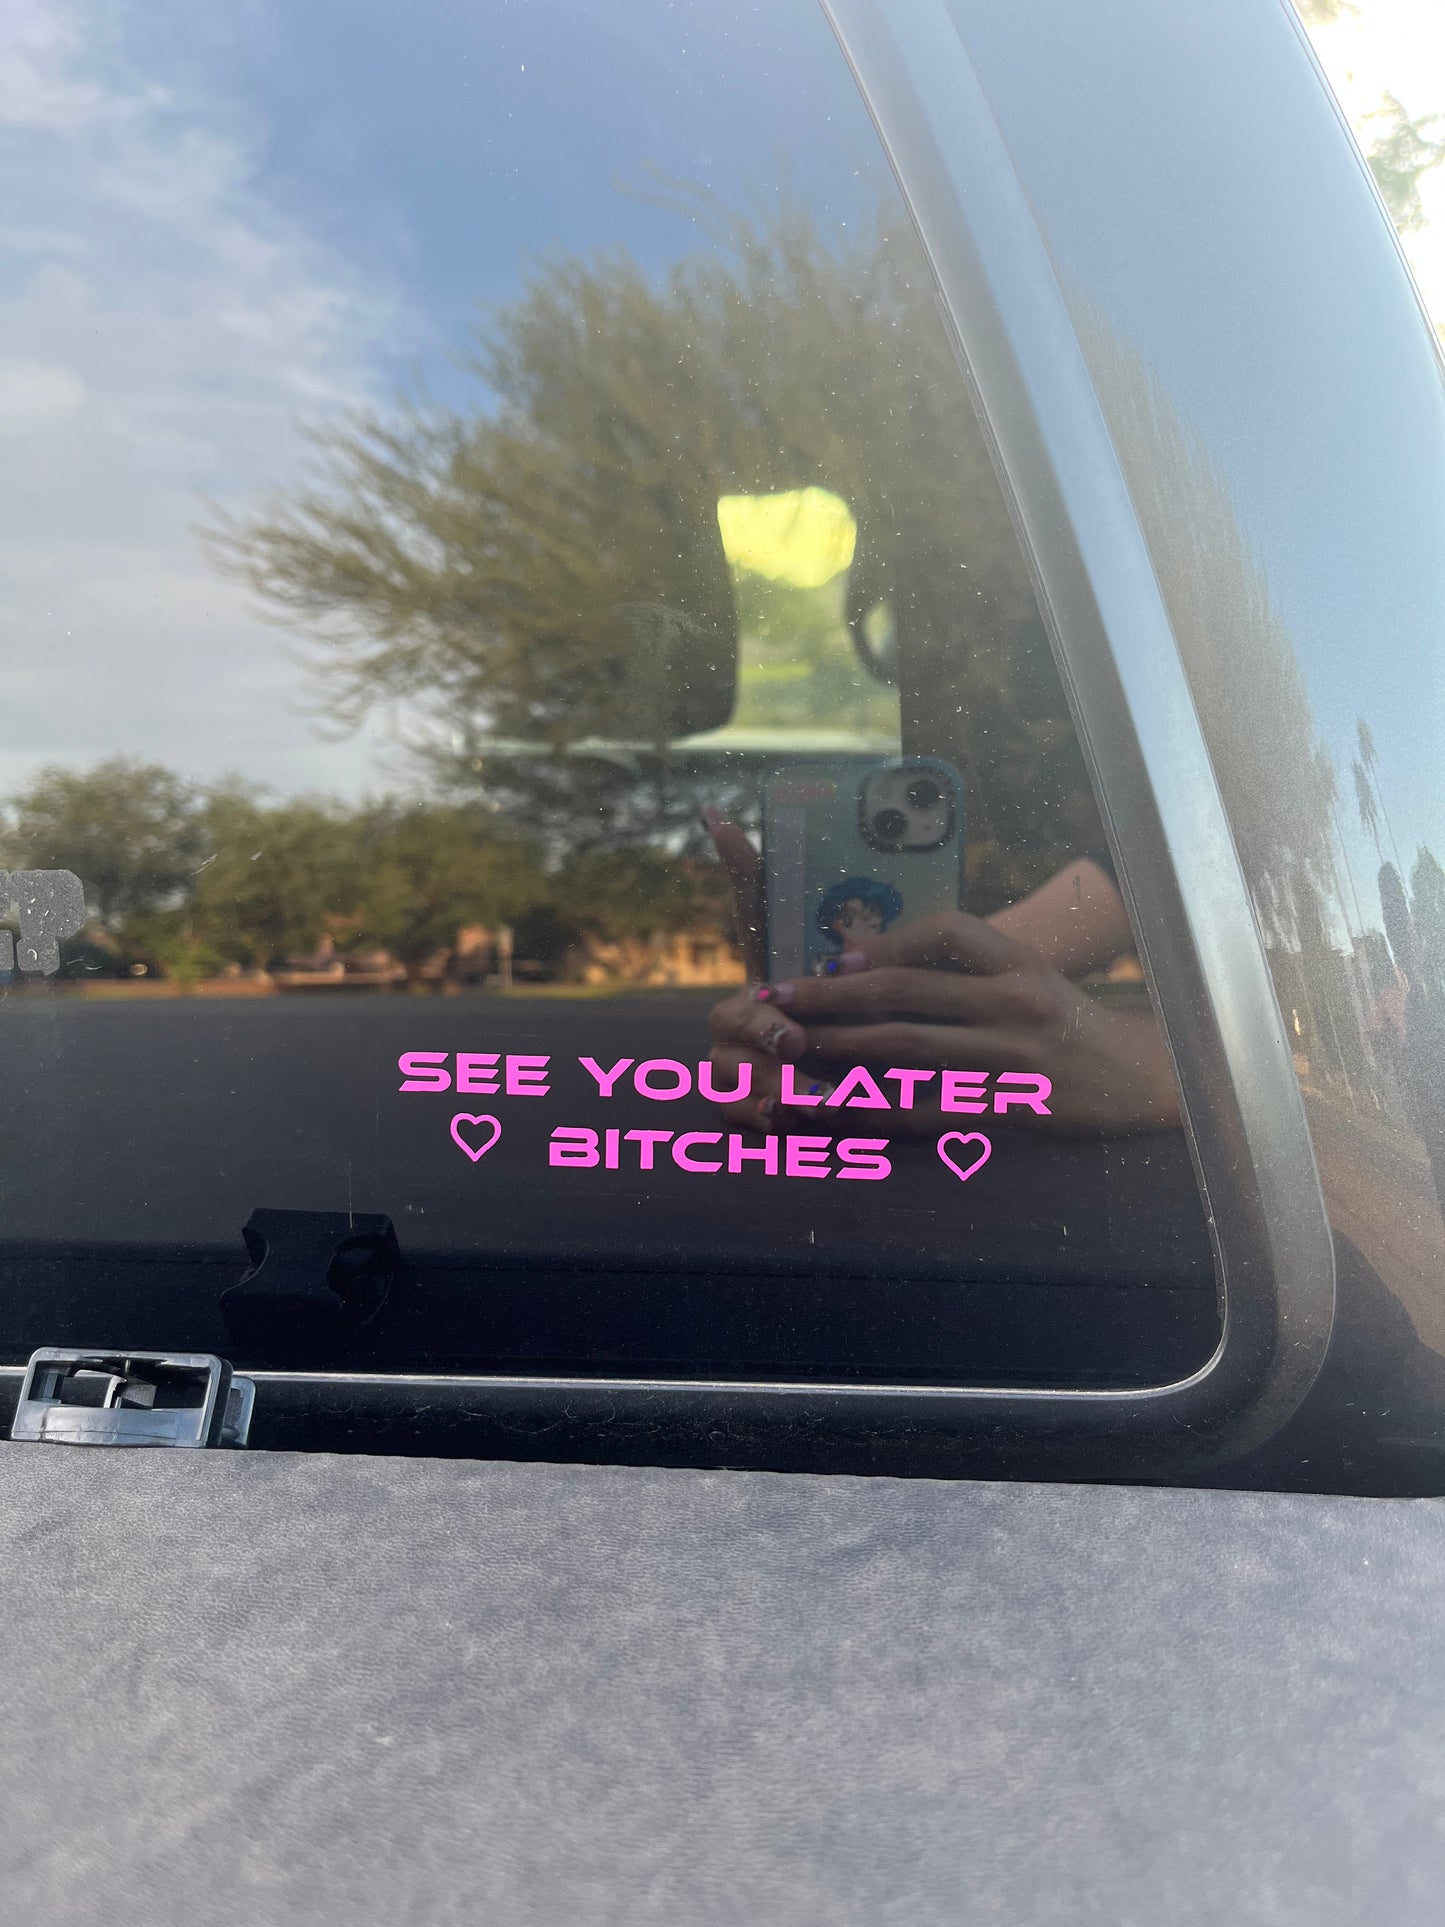 SEE YOU LATER
♡ BITCHES ♡